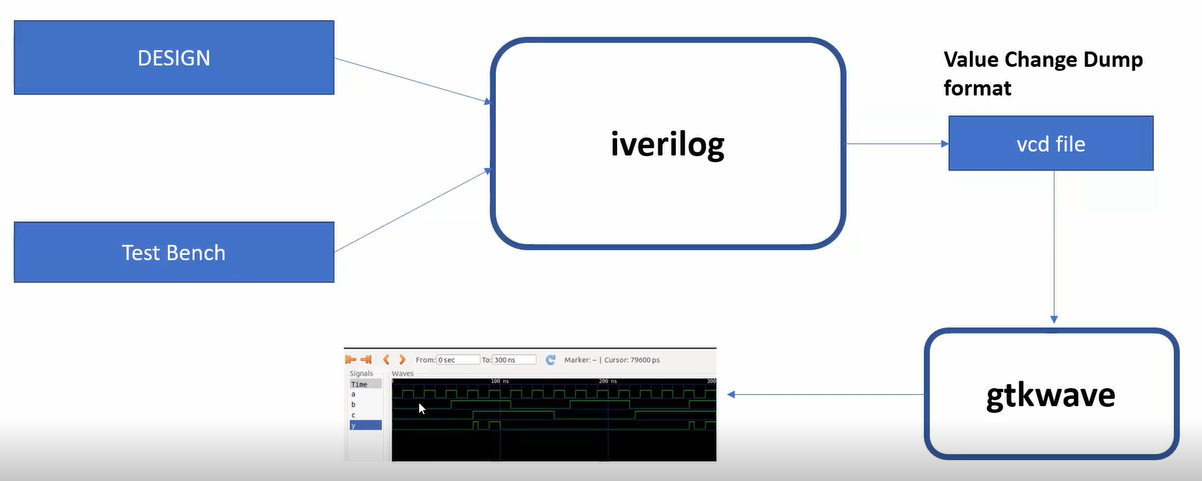 DESIGN
iverilog
Value Change Dump
format
vcd file
Test Bench
gtkwave
From: 0 sec To: 300 ns Marker: -- | Cursor: 79600 ps
Signals Waves
Time 100 ns 200 ns 300
a
b
c
y